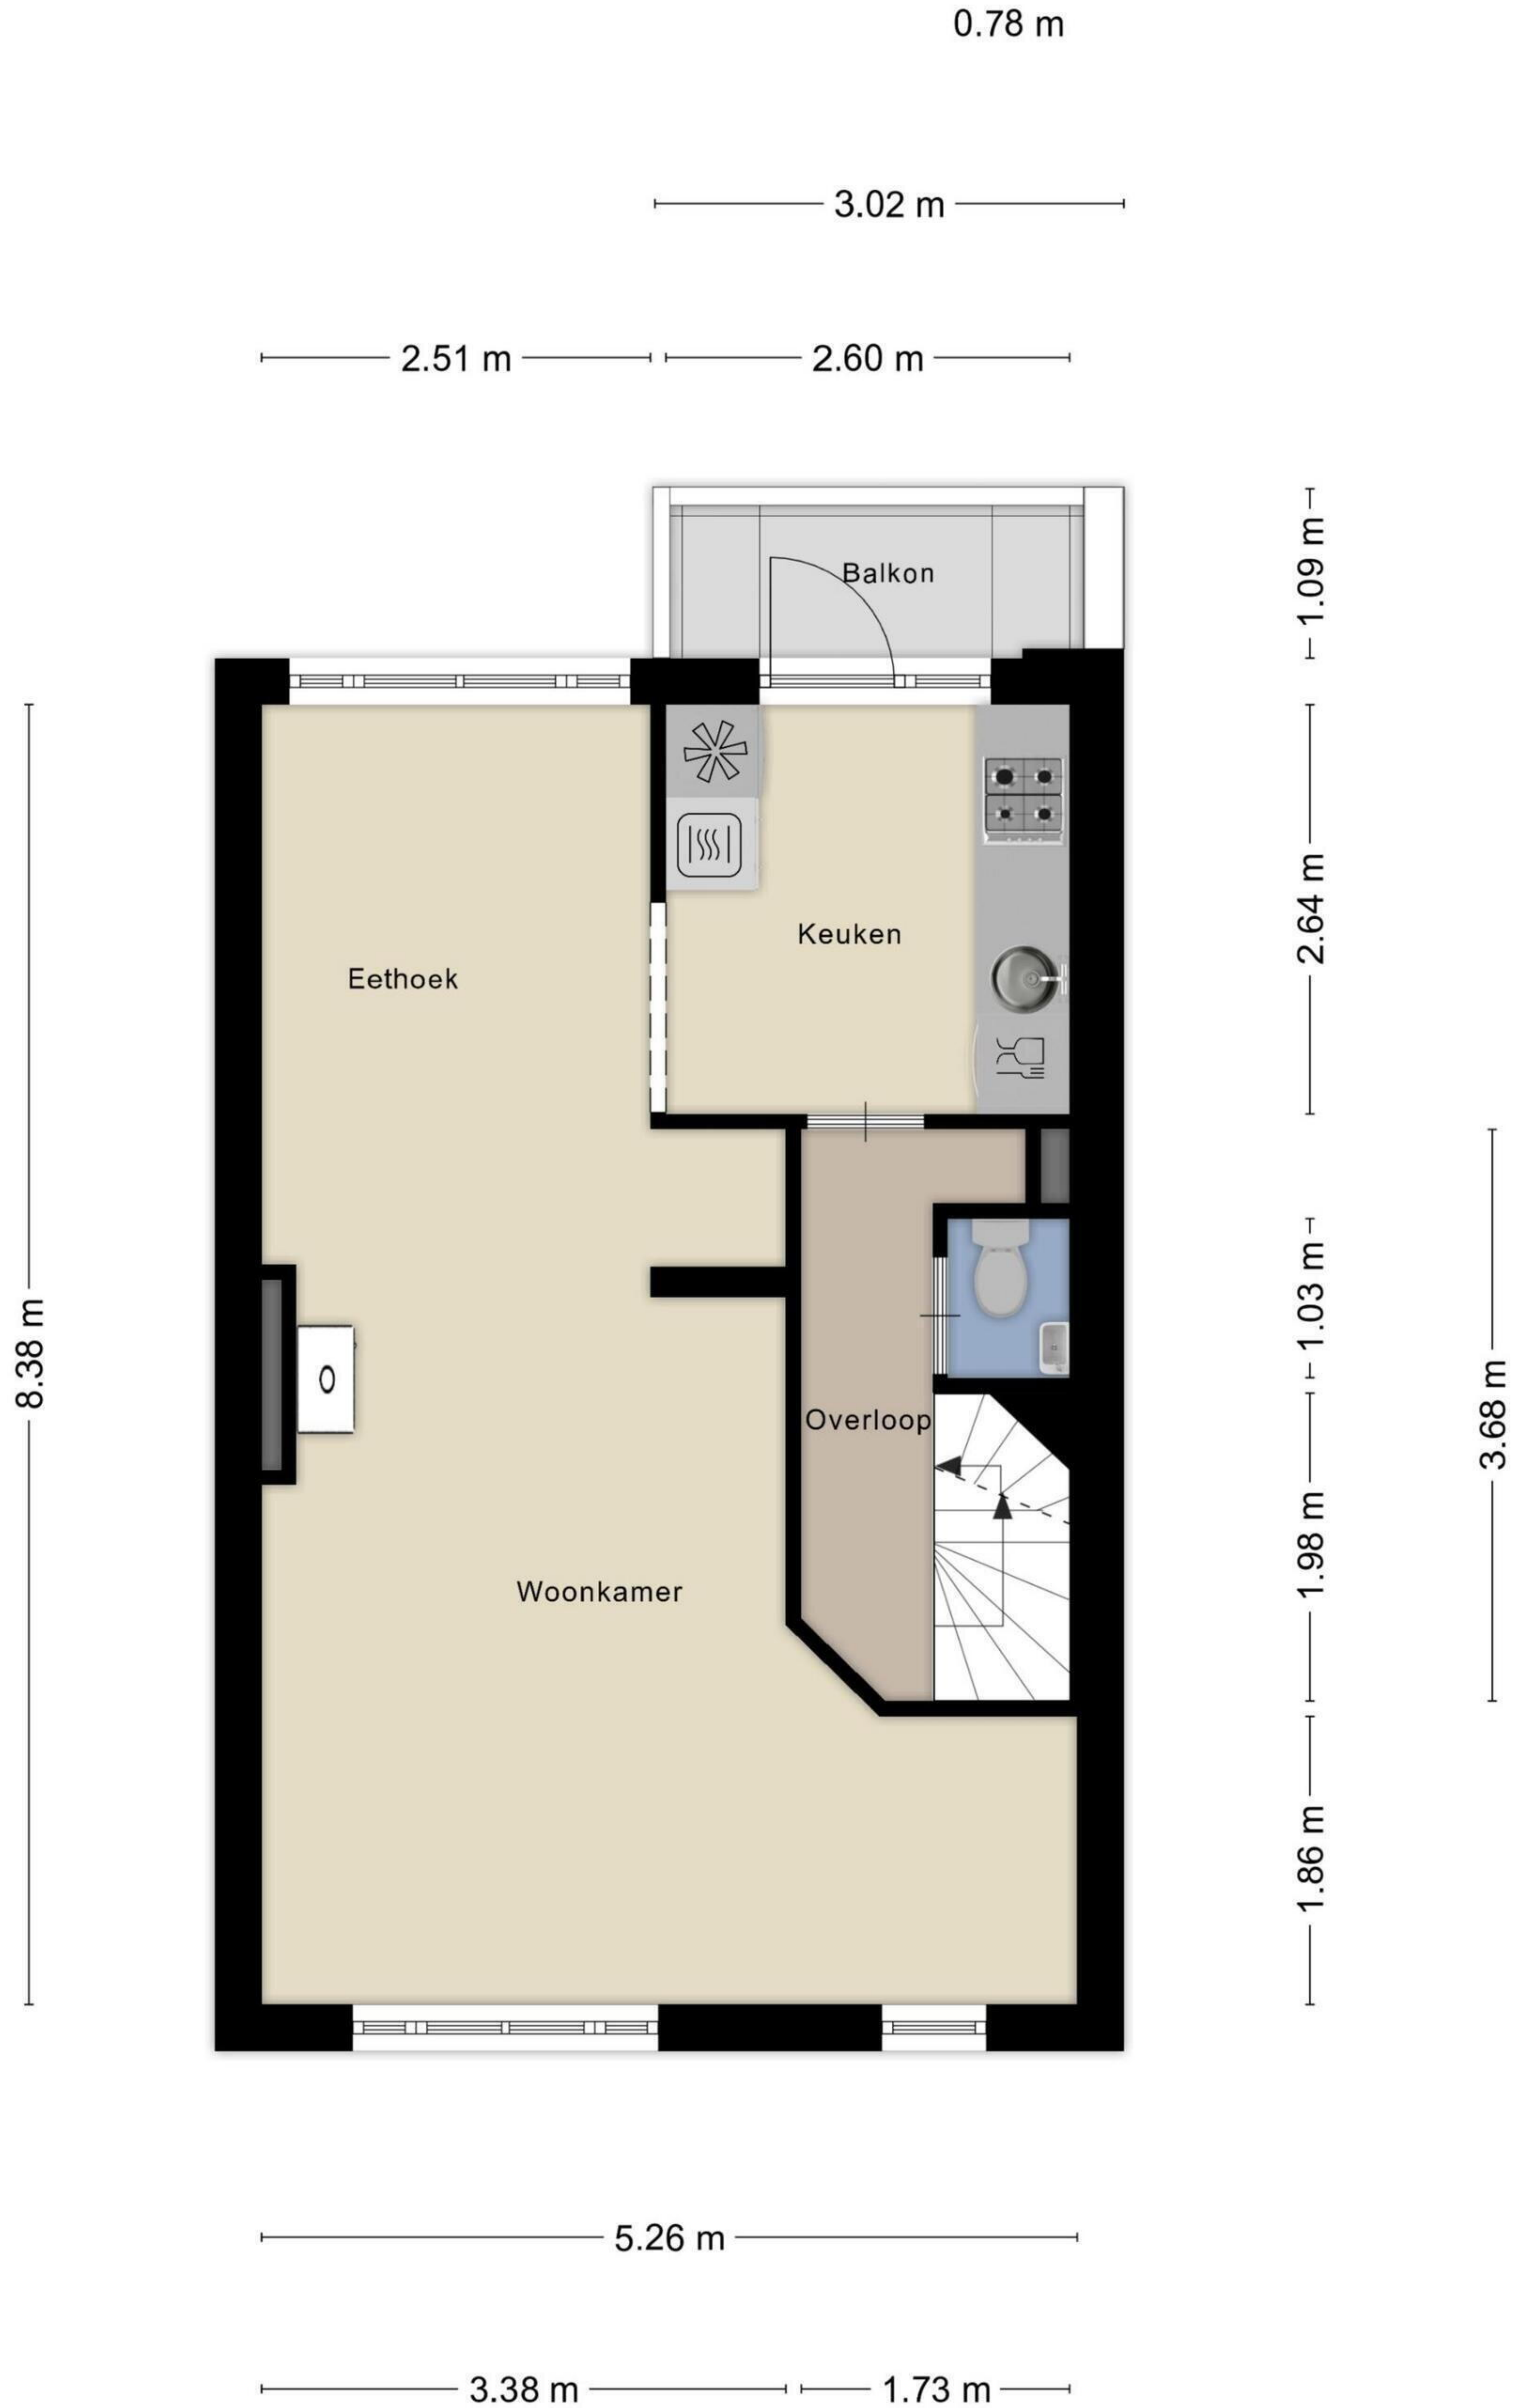 0.78 m
3.02 m
2.51 m
2.60 m
1.09 m
Balkon
2.64 m
Keuken
Eethoek
8.38 m
1.03 m
3.68 m
Overloop
1.98 m
Woonkamer
1.86 m
5.26 m
3.38 m
1.73 m